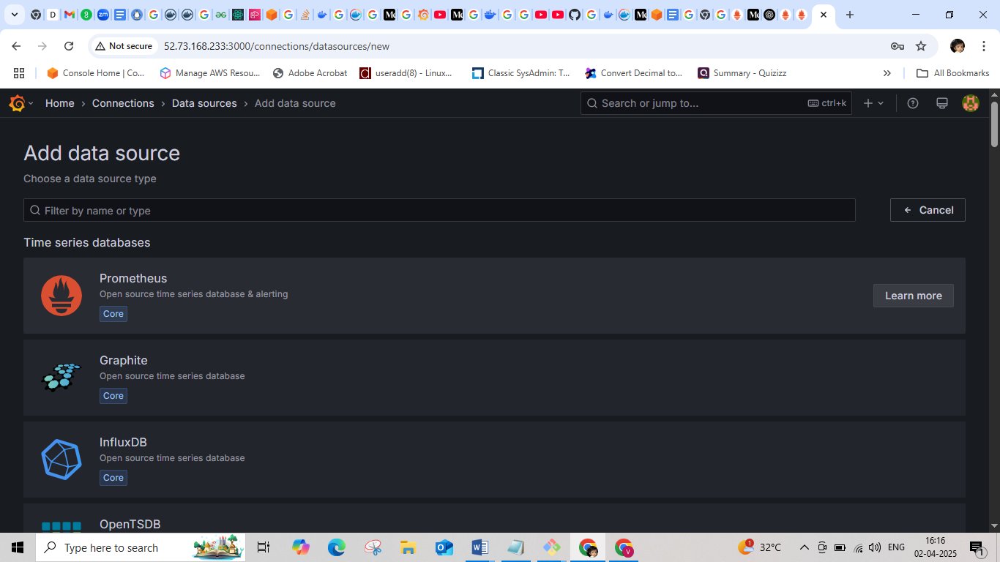 Not secure
52.73.168.233:3000/connections/datasources/new
Console Home | Co...
Manage AWS Resou...
Adobe Acrobat
useradd(8) - Linux...
Classic SysAdmin: T...
Convert Decimal to...
Summary - Quizizz
All Bookmarks
Home › Connections › Data sources › Add data source
Search or jump to...
ctrl+k
Add data source
Choose a data source type
Filter by name or type
Cancel
Time series databases
Prometheus
Open source time series database & alerting
Core
Learn more
Graphite
Open source time series database
Core
InfluxDB
Open source time series database
Core
OpenTSDB
Type here to search
32°C
ENG
16:16
02-04-2025